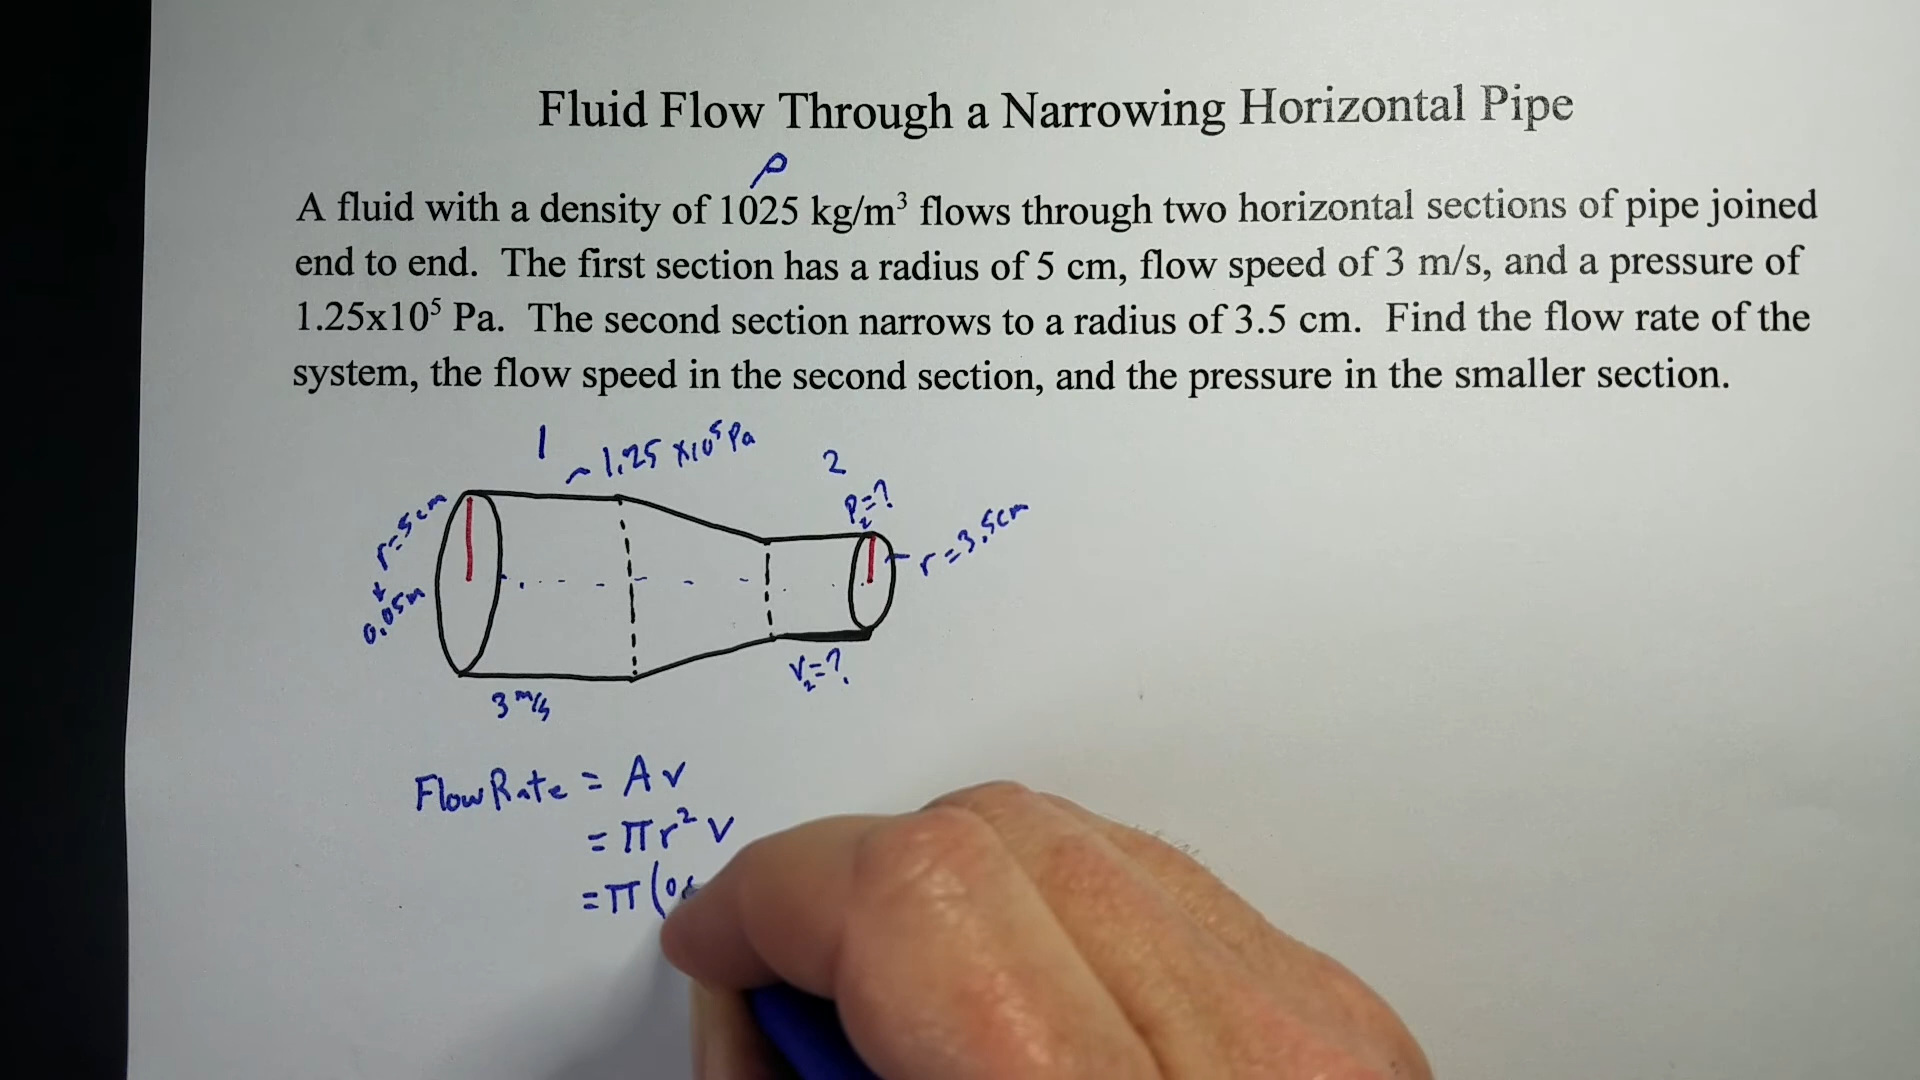 Fluid Flow Through a Narrowing Horizontal Pipe
ρ
A fluid with a density of 1025 kg/m³ flows through two horizontal sections of pipe joined
end to end. The first section has a radius of 5 cm, flow speed of 3 m/s, and a pressure of
1.25x10⁵ Pa. The second section narrows to a radius of 3.5 cm. Find the flow rate of the
system, the flow speed in the second section, and the pressure in the smaller section.
1
~1.25 x10⁵ Pa
2
P₂=?
r=5cm
r=3.5cm
0.05m
V₂=?
3 m/s
Flow Rate = Av
= πr² v
= π(0.